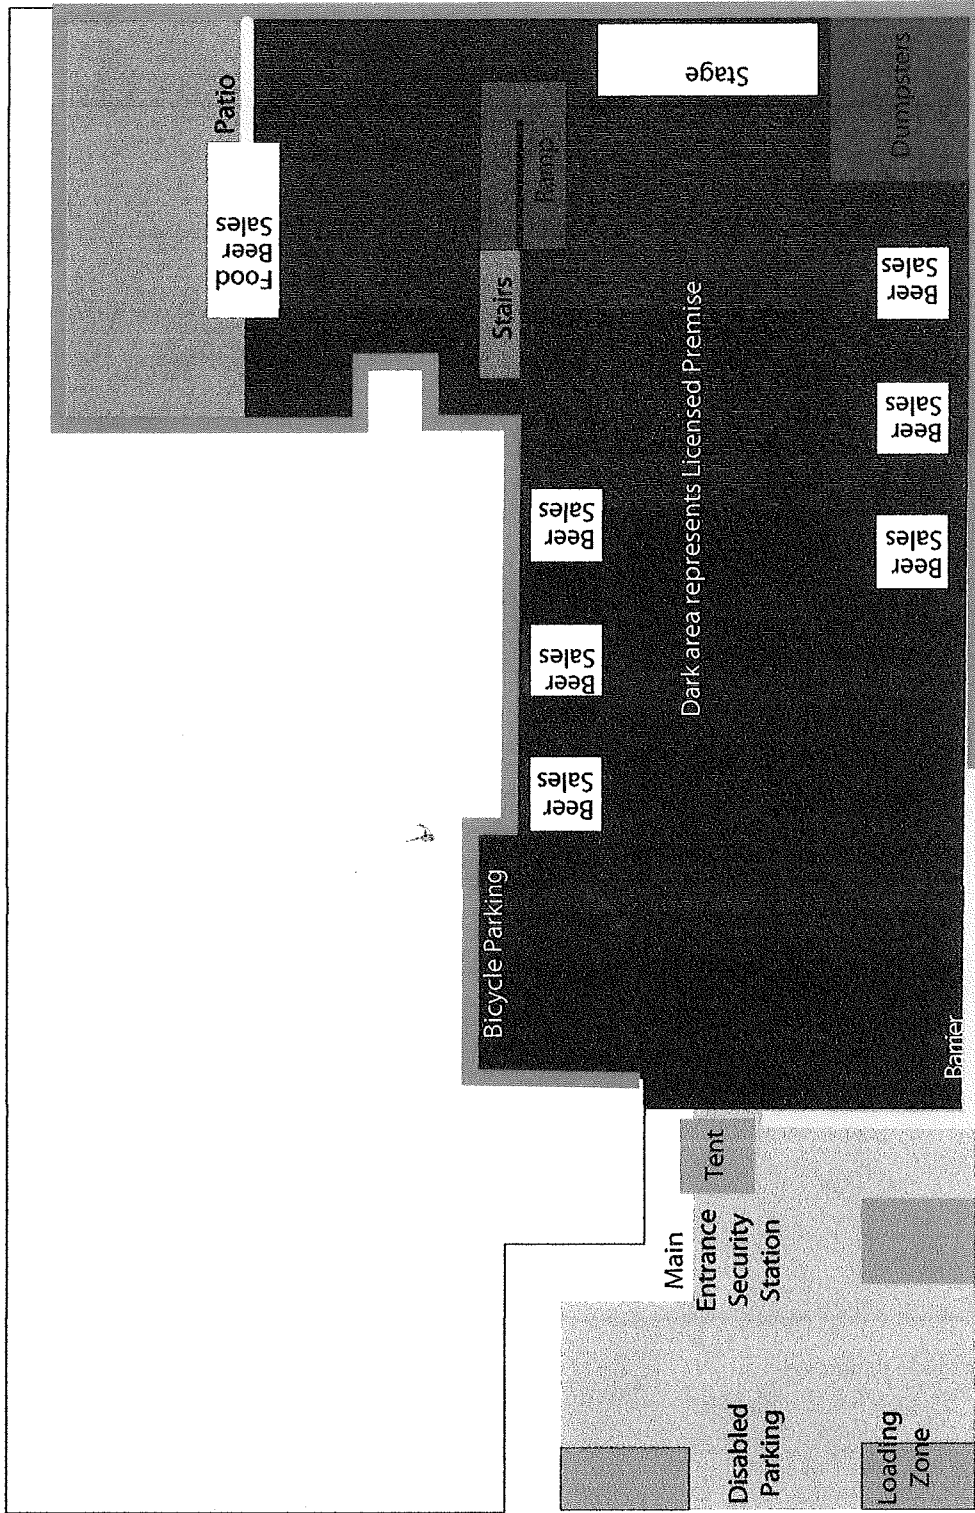 Patio
Food
Beer
Sales
Stage
Stairs
Ramp
Dumpsters
Beer
Sales
Beer
Sales
Beer
Sales
Dark area represents Licensed Premise
Beer
Sales
Beer
Sales
Beer
Sales
Bicycle Parking
Barrier
Tent
Main
Entrance
Security
Station
Disabled
Parking
Loading
Zone